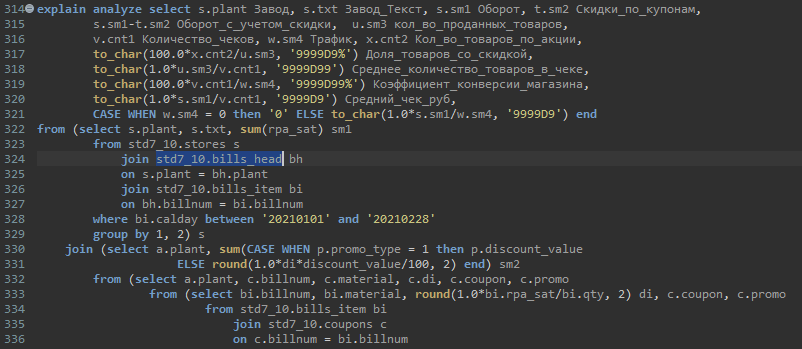 314 explain analyze select s.plant Завод, s.txt Завод_Текст, s.sm1 Оборот, t.sm2 Скидки_по_купонам,
315 s.sm1-t.sm2 Оборот_с_учетом_скидки, u.sm3 кол_во_проданных_товаров,
316 v.cnt1 Количество_чеков, w.sm4 Трафик, x.cnt2 Кол_во_товаров_по_акции,
317 to_char(100.0*x.cnt2/u.sm3, '9999D9%') Доля_товаров_со_скидкой,
318 to_char(1.0*u.sm3/v.cnt1, '9999D99') Среднее_количество_товаров_в_чеке,
319 to_char(100.0*v.cnt1/w.sm4, '9999D99%') Коэффициент_конверсии_магазина,
320 to_char(1.0*s.sm1/v.cnt1, '9999D9') Средний_чек_руб,
321 CASE WHEN w.sm4 = 0 then '0' ELSE to_char(1.0*s.sm1/w.sm4, '9999D9') end
322 from (select s.plant, s.txt, sum(rpa_sat) sm1
323 from std7_10.stores s
324 join std7_10.bills_head bh
325 on s.plant = bh.plant
326 join std7_10.bills_item bi
327 on bh.billnum = bi.billnum
328 where bi.calday between '20210101' and '20210228'
329 group by 1, 2) s
330 join (select a.plant, sum(CASE WHEN p.promo_type = 1 then p.discount_value
331 ELSE round(1.0*di*discount_value/100, 2) end) sm2
332 from (select a.plant, c.billnum, c.material, c.di, c.coupon, c.promo
333 from (select bi.billnum, bi.material, round(1.0*bi.rpa_sat/bi.qty, 2) di, c.coupon, c.promo
334 from std7_10.bills_item bi
335 join std7_10.coupons c
336 on c.billnum = bi.billnum